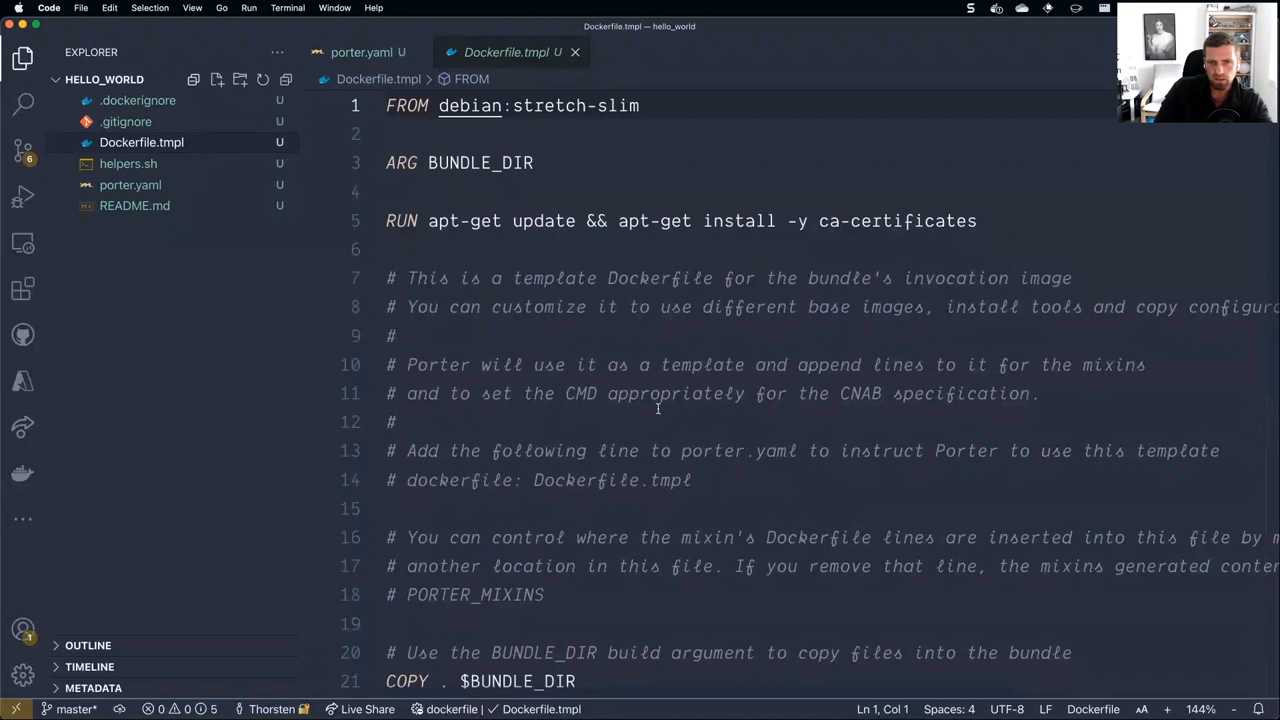 Code File Edit Selection View Go Run Terminal Window Help
Dockerfile.tmpl — hello_world
EXPLORER
HELLO_WORLD
.dockerignore U
.gitignore U
Dockerfile.tmpl U
helpers.sh U
porter.yaml U
README.md U
OUTLINE
TIMELINE
METADATA
6
1
porter.yaml U
Dockerfile.tmpl U
Dockerfile.tmpl > FROM
1 FROM debian:stretch-slim
2
3 ARG BUNDLE_DIR
4
5 RUN apt-get update && apt-get install -y ca-certificates
6
7 # This is a template Dockerfile for the bundle's invocation image
8 # You can customize it to use different base images, install tools and copy configura
9 #
10 # Porter will use it as a template and append lines to it for the mixins
11 # and to set the CMD appropriately for the CNAB specification.
12 #
13 # Add the following line to porter.yaml to instruct Porter to use this template
14 # dockerfile: Dockerfile.tmpl
15
16 # You can control where the mixin's Dockerfile lines are inserted into this file by m
17 # another location in this file. If you remove that line, the mixins generated conten
18 # PORTER_MIXINS
19
20 # Use the BUNDLE_DIR build argument to copy files into the bundle
21 COPY . $BUNDLE_DIR
master* 0 0 5 Thorsten Live Share dockerfile | Dockerfile.tmpl Ln 1, Col 1 Spaces: 4 UTF-8 LF Dockerfile AA 144% - +